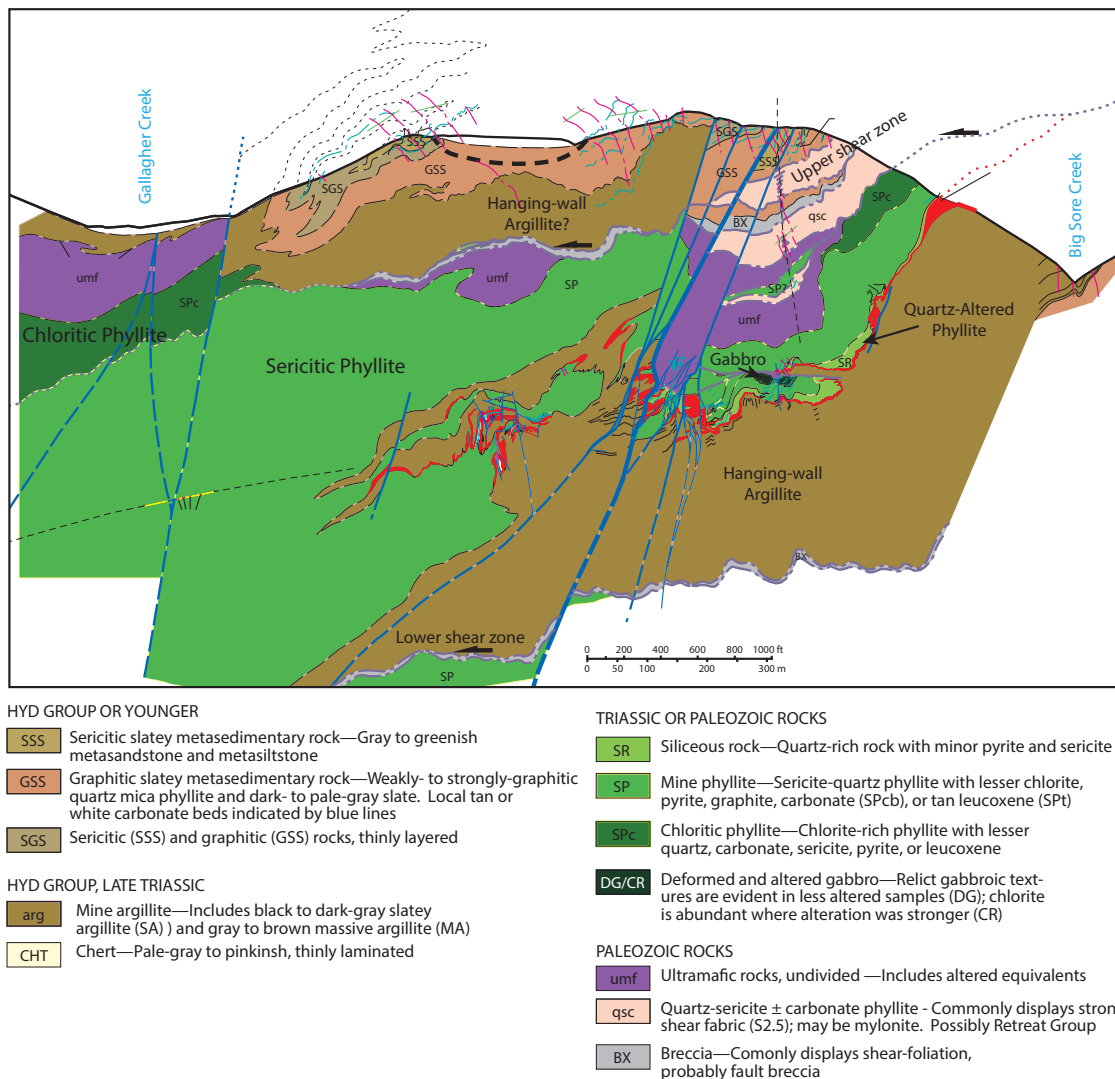 Gallagher Creek
Big Sore Creek
SSS
SGS
GSS
Hanging-wall
Argillite?
umf
SPc
Chloritic Phyllite
Sericitic Phyllite
umf
SP
SGS
GSS
SSS
Upper shear zone
BX
qsc
SPc
SP?
umf
Gabbro
SR
Quartz-Altered
Phyllite
Hanging-wall
Argillite
BX
Lower shear zone
SP
0 200 400 600 800 1000 ft
0 50 100 200 300 m
HYD GROUP OR YOUNGER
SSS Sericitic slatey metasedimentary rock—Gray to greenish
metasandstone and metasiltstone
GSS Graphitic slatey metasedimentary rock—Weakly- to strongly-graphitic
quartz mica phyllite and dark- to pale-gray slate. Local tan or
white carbonate beds indicated by blue lines
SGS Sericitic (SSS) and graphitic (GSS) rocks, thinly layered
HYD GROUP, LATE TRIASSIC
arg Mine argillite—Includes black to dark-gray slatey
argillite (SA) ) and gray to brown massive argillite (MA)
CHT Chert—Pale-gray to pinkinsh, thinly laminated
TRIASSIC OR PALEOZOIC ROCKS
SR Siliceous rock—Quartz-rich rock with minor pyrite and sericite
SP Mine phyllite—Sericite-quartz phyllite with lesser chlorite,
pyrite, graphite, carbonate (SPcb), or tan leucoxene (SPt)
SPc Chloritic phyllite—Chlorite-rich phyllite with lesser
quartz, carbonate, sericite, pyrite, or leucoxene
DG/CR Deformed and altered gabbro—Relict gabbroic text-
ures are evident in less altered samples (DG); chlorite
is abundant where alteration was stronger (CR)
PALEOZOIC ROCKS
umf Ultramafic rocks, undivided —Includes altered equivalents
qsc Quartz-sericite ± carbonate phyllite - Commonly displays stron
shear fabric (S2.5); may be mylonite. Possibly Retreat Group
BX Breccia—Comonly displays shear-foliation,
probably fault breccia